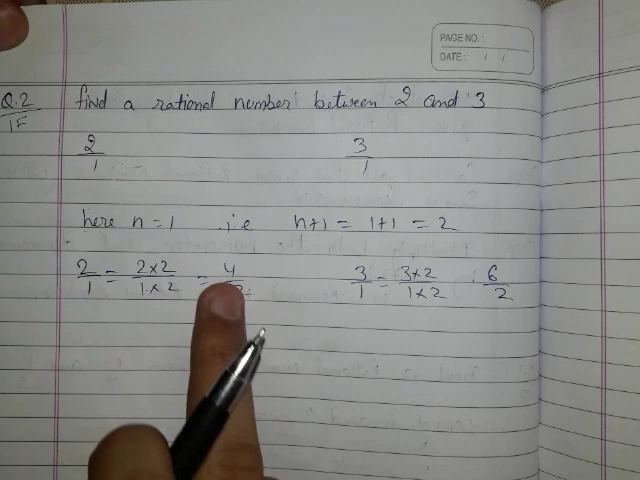 PAGE NO.:
DATE: / /
Q.2 find a rational number between 2 and 3
2/1 3/1
here n=1 i.e n+1 = 1+1 = 2
2/1 = 2×2/1×2 = 4/2 3/1 = 3×2/1×2 6/2